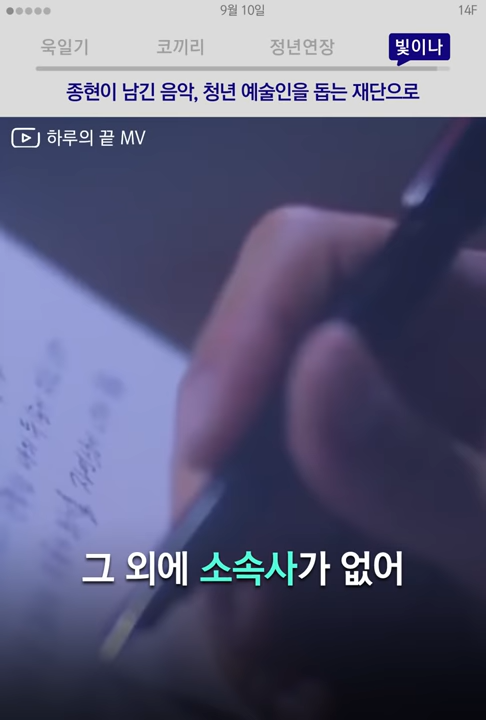 9월 10일
14F
욱일기
코끼리
정년연장
빛이나
종현이 남긴 음악, 청년 예술인을 돕는 재단으로
하루의 끝 MV
그 외에 소속사가 없어